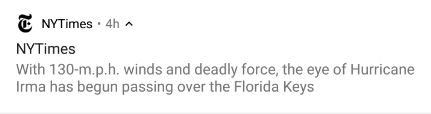 NYTimes • 4h
NYTimes
With 130-m.p.h. winds and deadly force, the eye of Hurricane
Irma has begun passing over the Florida Keys